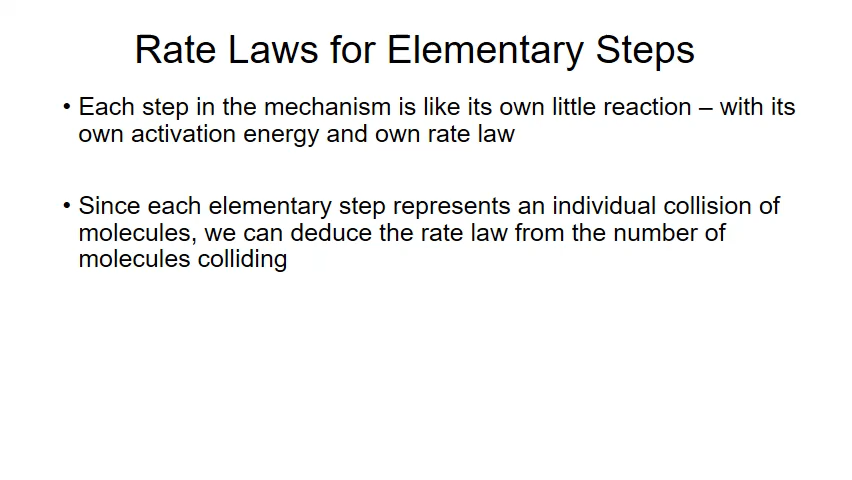 Rate Laws for Elementary Steps
• Each step in the mechanism is like its own little reaction – with its
own activation energy and own rate law
• Since each elementary step represents an individual collision of
molecules, we can deduce the rate law from the number of
molecules colliding